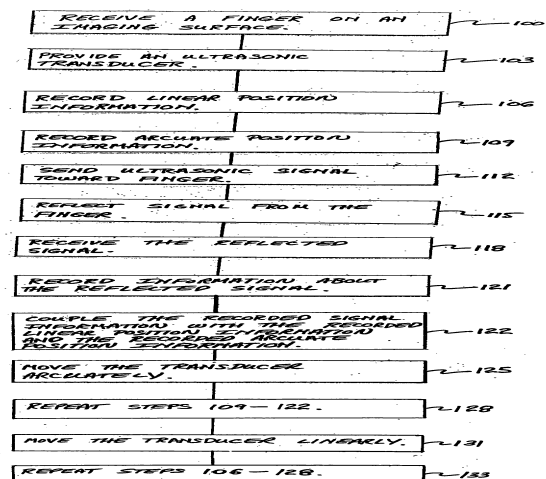 RECEIVE A FINGER ON AN
IMAGING SURFACE.
100
PROVIDE AN ULTRASONIC
TRANSDUCER.
103
RECORD LINEAR POSITION
INFORMATION.
106
RECORD ARCUATE POSITION
INFORMATION.
109
SEND ULTRASONIC SIGNAL
TOWARD FINGER.
112
REFLECT SIGNAL FROM THE
FINGER.
115
RECEIVE THE REFLECTED
SIGNAL.
118
RECORD INFORMATION ABOUT
THE REFLECTED SIGNAL.
121
COUPLE THE RECORDED SIGNAL
INFORMATION WITH THE RECORDED
LINEAR POSITION INFORMATION
AND THE RECORDED ARCUATE
POSITION INFORMATION.
122
MOVE THE TRANSDUCER
ARCUATELY.
125
REPEAT STEPS 109-122.
128
MOVE THE TRANSDUCER LINEARLY.
131
REPEAT STEPS 106-128.
133